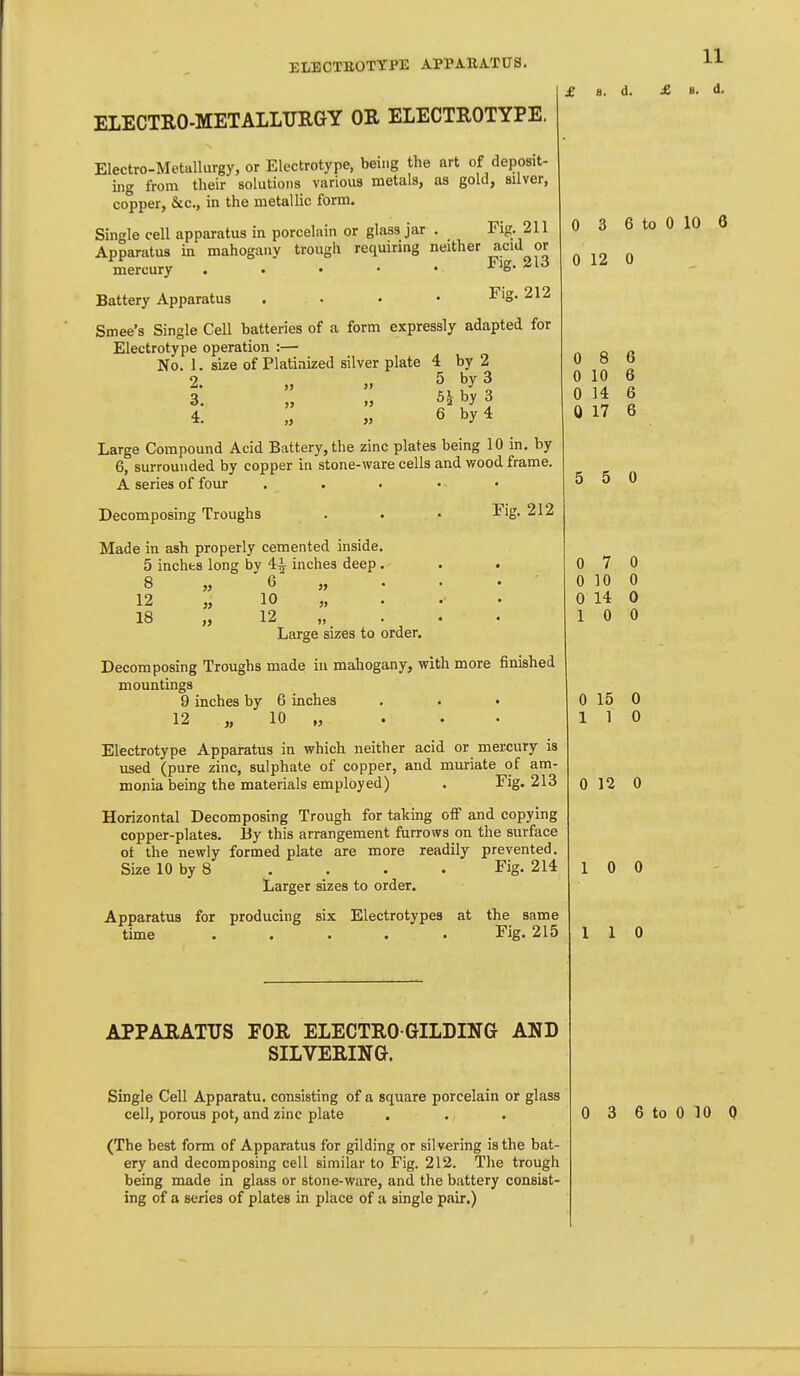 ELECTROTYPE APPARATUS. 11
£ s. d. £ s. d.
ELECTRO-METALLURGY OR ELECTROTYPE.
Electro-Metallurgy, or Electrotype, being the art of deposit-
ing from their solutions various metals, as gold, silver,
copper, &c., in the metallic form.
Single cell apparatus in porcelain or glass jar . Fig. 211 0 3 6 to 0 10 6
Apparatus in mahogany trough requiring neither acid or
mercury . . . . . Fig. 213 0 12 0
Battery Apparatus . . . . Fig. 212
Smee's Single Cell batteries of a form expressly adapted for
Electrotype operation :—
No. 1. size of Platinized silver plate 4 by 2 0 8 6
2. „ „ 5 by 3 0 10 6
3. „ „ 5½ by 3 0 14 6
4. „ „ 6 by 4 0 17 6
Large Compound Acid Battery, the zinc plates being 10 in. by
6, surrounded by copper in stone-ware cells and wood frame.
A series of four . . . . . 5 5 0
Decomposing Troughs . . . Fig. 212
Made in ash properly cemented inside.
5 inches long by 4½ inches deep . . . 0 7 0
8 „ 6 „ . . . 0 10 0
12 „ 10 „ . . . 0 14 0
18 „ 12 „ . . . 1 0 0
Large sizes to order.
Decomposing Troughs made in mahogany, with more finished
mountings
9 inches by 6 inches . . . 0 15 0
12 „ 10 „ . . . 1 1 0
Electrotype Apparatus in which neither acid or mercury is
used (pure zinc, sulphate of copper, and muriate of am-
monia being the materials employed) . Fig. 213 0 12 0
Horizontal Decomposing Trough for taking off and copying
copper-plates. By this arrangement furrows on the surface
of the newly formed plate are more readily prevented.
Size 10 by 8 . . . . Fig. 214 1 0 0
Larger sizes to order.
Apparatus for producing six Electrotypes at the same
time . . . . . Fig. 215 1 1 0
APPARATUS FOR ELECTRO-GILDING AND
SILVERING.
Single Cell Apparatu. consisting of a square porcelain or glass
cell, porous pot, and zinc plate . . . 0 3 6 to 0 10 0
(The best form of Apparatus for gilding or silvering is the bat-
ery and decomposing cell similar to Fig. 212. The trough
being made in glass or stone-ware, and the battery consist-
ing of a series of plates in place of a single pair.)